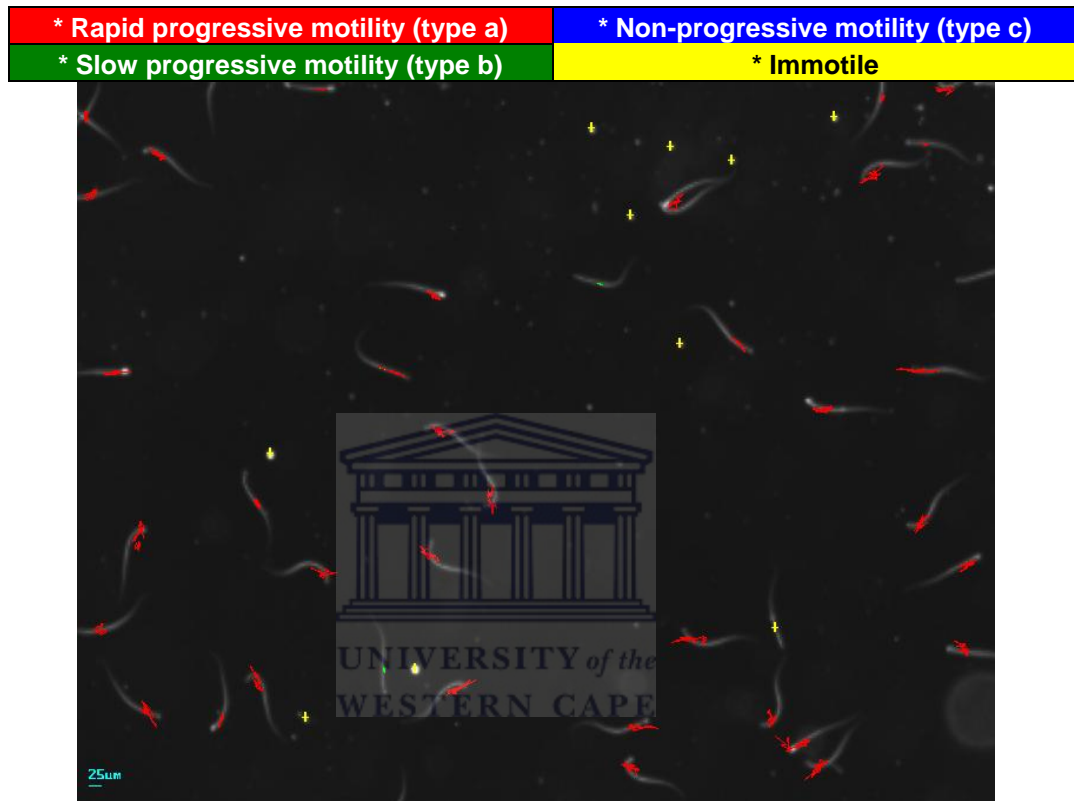 * Rapid progressive motility (type a)
* Non-progressive motility (type c)
* Slow progressive motility (type b)
* Immotile
UNIVERSITY of the
WESTERN CAPE
25um